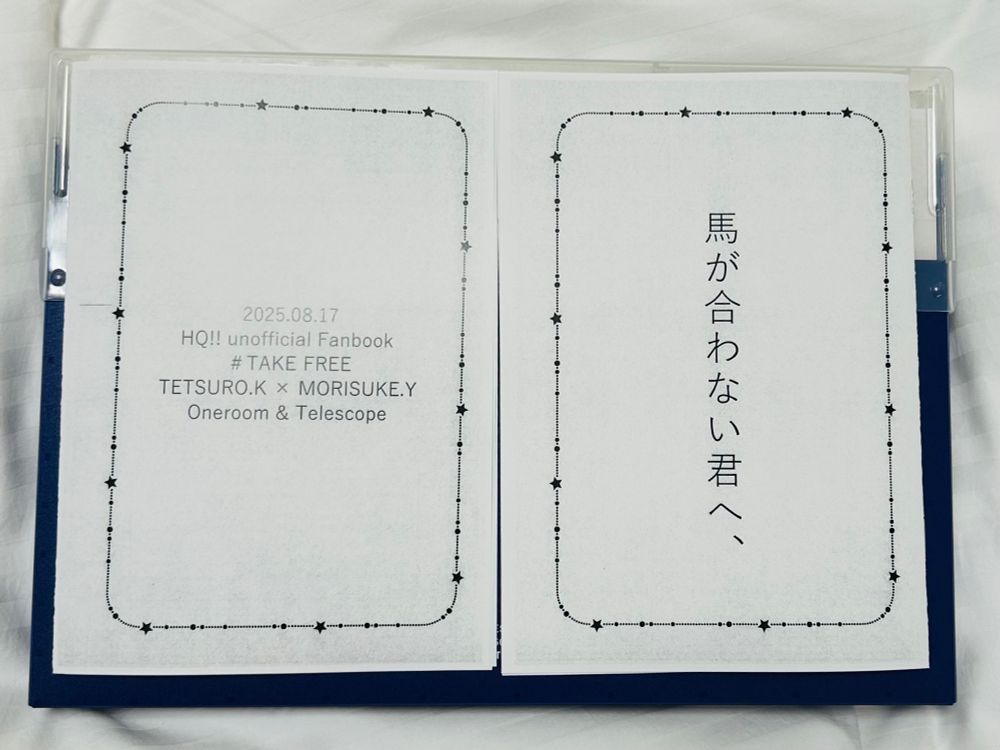 2025.08.17
HQ!! unofficial Fanbook
# TAKE FREE
TETSURO.K × MORISUKE.Y
Oneroom & Telescope
馬が合わない君へ、